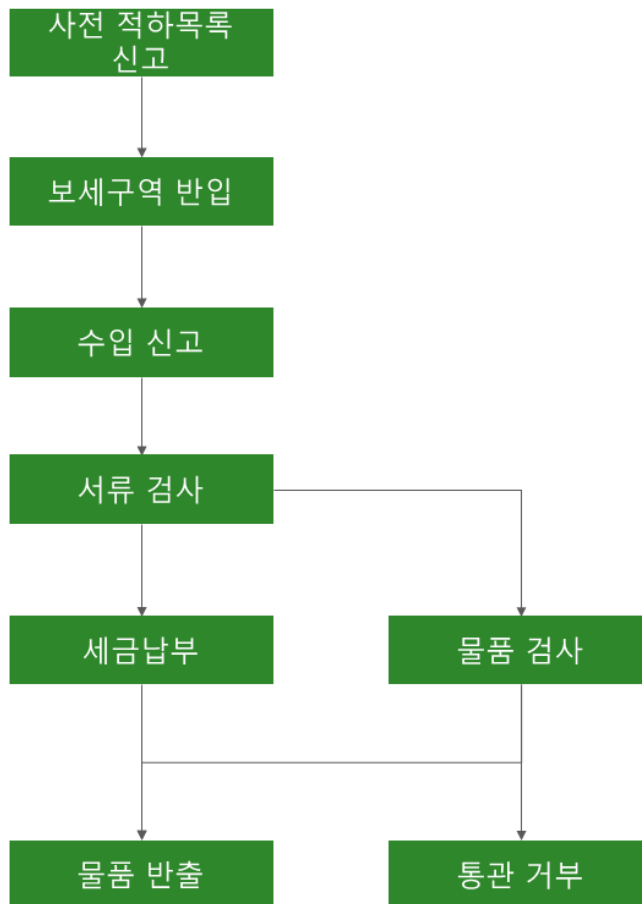 사전 적하목록
신고
보세구역 반입
수입 신고
서류 검사
세금납부
물품 검사
물품 반출
통관 거부